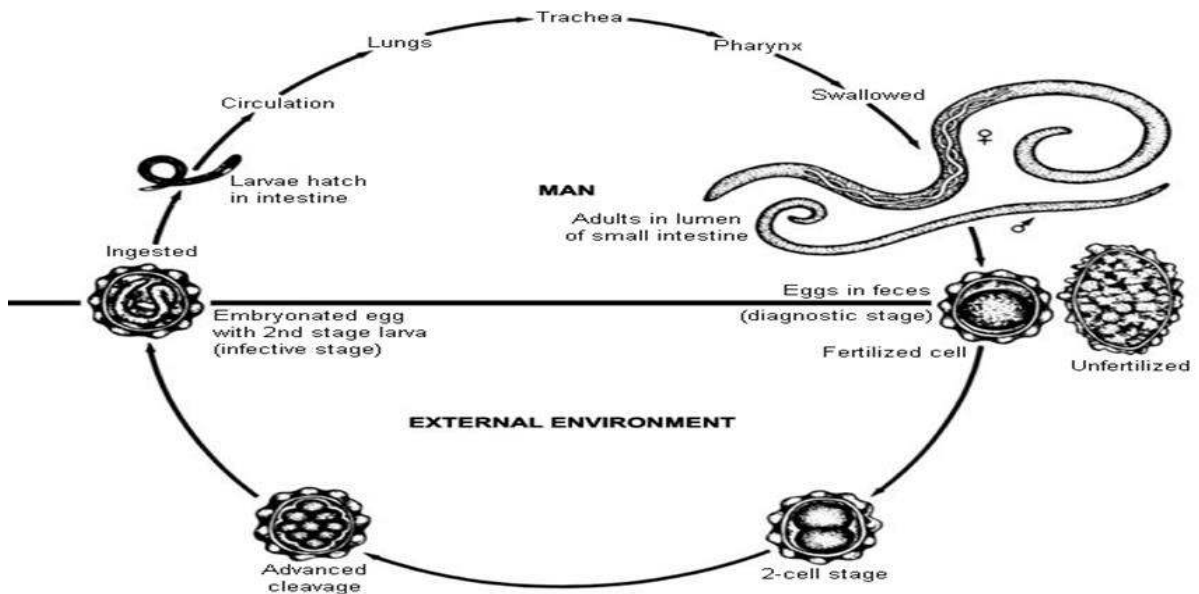 Trachea
Lungs
Pharynx
Circulation
Swallowed
Larvae hatch
in intestine
MAN
♀
Adults in lumen
of small intestine
♂
Ingested
Embryonated egg
with 2nd stage larva
(infective stage)
Eggs in feces
(diagnostic stage)
Fertilized cell
Unfertilized
EXTERNAL ENVIRONMENT
Advanced
cleavage
2-cell stage